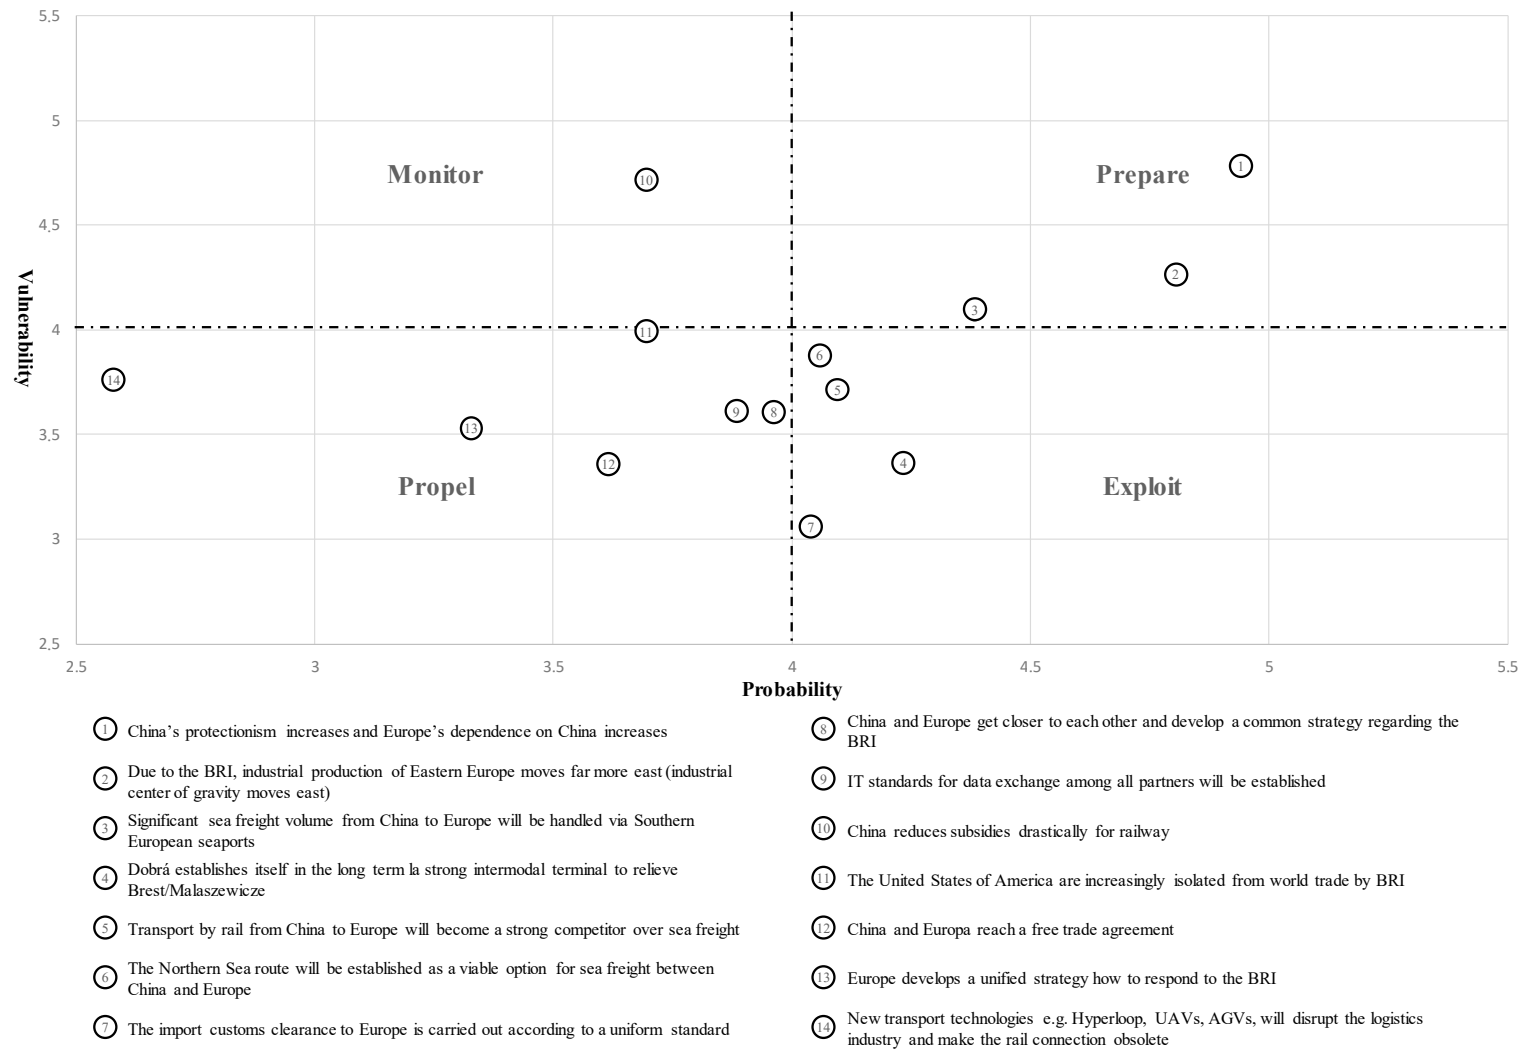 5.5
5
Monitor
Prepare
1
10
4.5
2
3
Vulnerability
4
11
6
14
5
9
8
13
3.5
12
4
Propel
Exploit
7
3
2.5
2.5
3
3.5
4
4.5
5
5.5
Probability
1 China’s protectionism increases and Europe’s dependence on China increases
2 Due to the BRI, industrial production of Eastern Europe moves far more east (industrial
center of gravity moves east)
3 Significant sea freight volume from China to Europe will be handled via Southern
European seaports
4 Dobrá establishes itself in the long term la strong intermodal terminal to relieve
Brest/Malaszewicze
5 Transport by rail from China to Europe will become a strong competitor over sea freight
6 The Northern Sea route will be established as a viable option for sea freight between
China and Europe
7 The import customs clearance to Europe is carried out according to a uniform standard
8 China and Europe get closer to each other and develop a common strategy regarding the
BRI
9 IT standards for data exchange among all partners will be established
10 China reduces subsidies drastically for railway
11 The United States of America are increasingly isolated from world trade by BRI
12 China and Europa reach a free trade agreement
13 Europe develops a unified strategy how to respond to the BRI
14 New transport technologies e.g. Hyperloop, UAVs, AGVs, will disrupt the logistics
industry and make the rail connection obsolete